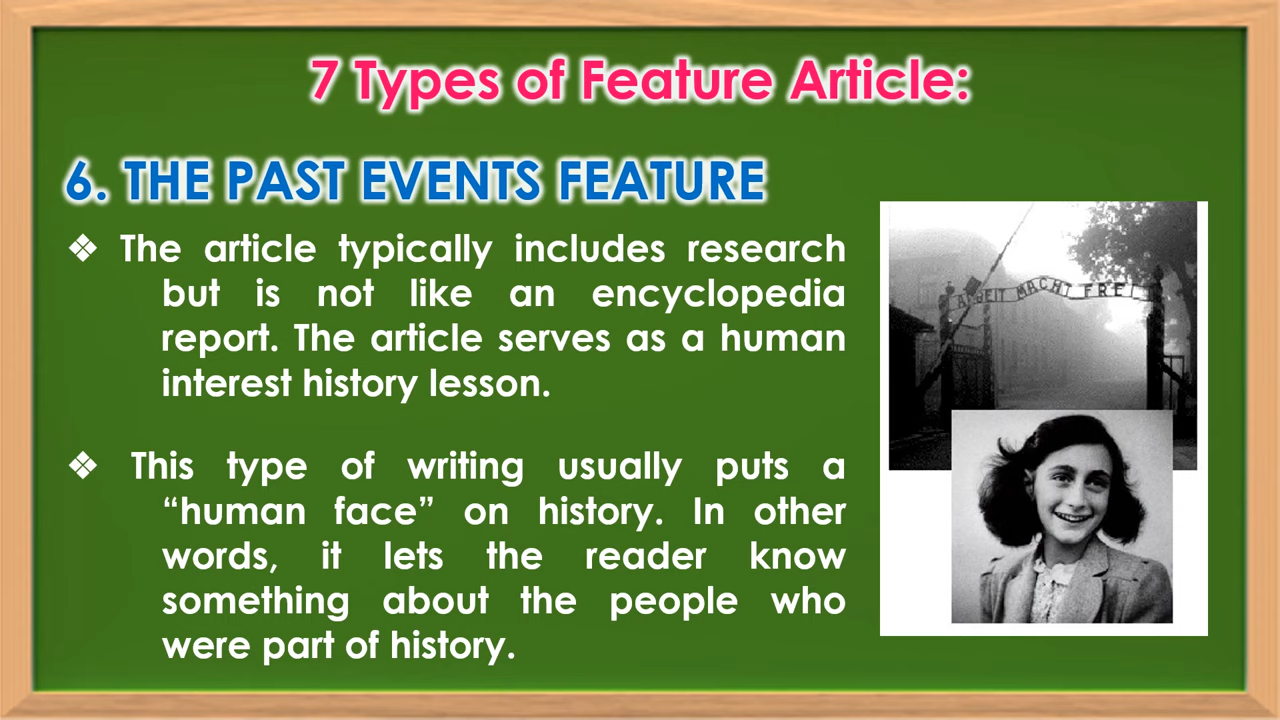 7 Types of Feature Article:
6. THE PAST EVENTS FEATURE
❖ The article typically includes research
but is not like an encyclopedia
report. The article serves as a human
interest history lesson.
ARBEIT MACHT FREI
❖ This type of writing usually puts a
“human face” on history. In other
words, it lets the reader know
something about the people who
were part of history.